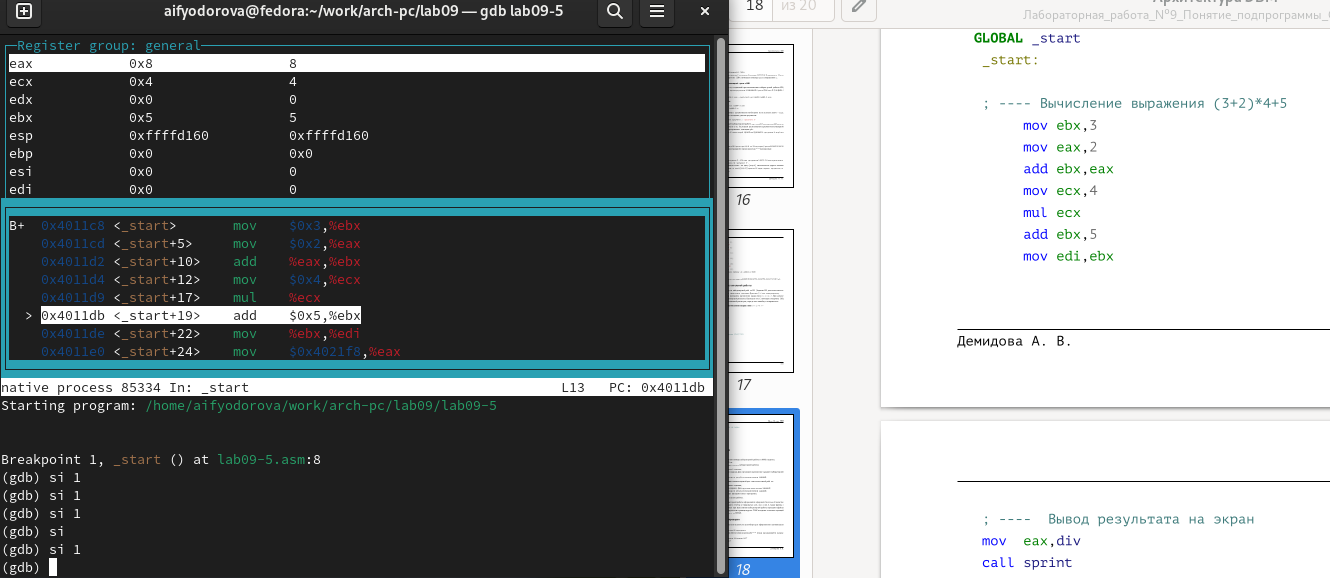 aifyodorova@fedora:~/work/arch-pc/lab09 — gdb lab09-5
Register group: general
eax 0x8 8
ecx 0x4 4
edx 0x0 0
ebx 0x5 5
esp 0xffffd160 0xffffd160
ebp 0x0 0x0
esi 0x0 0
edi 0x0 0
B+ 0x4011c8 <_start> mov $0x3,%ebx
0x4011cd <_start+5> mov $0x2,%eax
0x4011d2 <_start+10> add %eax,%ebx
0x4011d4 <_start+12> mov $0x4,%ecx
0x4011d9 <_start+17> mul %ecx
> 0x4011db <_start+19> add $0x5,%ebx
0x4011de <_start+22> mov %ebx,%edi
0x4011e0 <_start+24> mov $0x4021f8,%eax
native process 85334 In: _start L13 PC: 0x4011db
Starting program: /home/aifyodorova/work/arch-pc/lab09/lab09-5
Breakpoint 1, _start () at lab09-5.asm:8
(gdb) si 1
(gdb) si 1
(gdb) si 1
(gdb) si
(gdb) si 1
(gdb)
18 из 20
16
17
18
Лабораторная_работа_№9_Понятие_подпрограммы_
GLOBAL _start
_start:
; ---- Вычисление выражения (3+2)*4+5
mov ebx,3
mov eax,2
add ebx,eax
mov ecx,4
mul ecx
add ebx,5
mov edi,ebx
Демидова А. В.
; ---- Вывод результата на экран
mov eax,div
call sprint